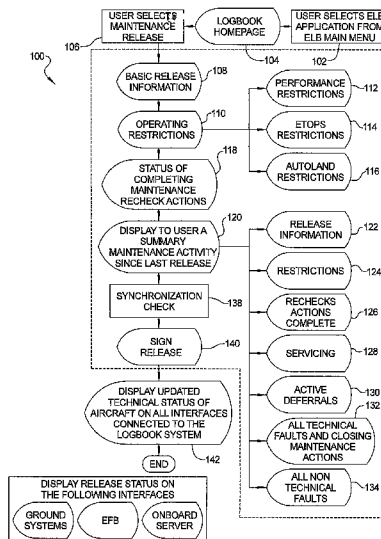 USER SELECTS
MAINTENANCE
RELEASE
106
LOGBOOK
HOMEPAGE
104
USER SELECTS ELB
APPLICATION FROM
ELB MAIN MENU
102
100
BASIC RELEASE
INFORMATION
108
OPERATING
RESTRICTIONS
110
PERFORMANCE
RESTRICTIONS
112
ETOPS
RESTRICTIONS
114
AUTOLAND
RESTRICTIONS
116
STATUS OF
COMPLETING
MAINTENANCE
RECHECK ACTIONS
118
DISPLAY TO USER A
SUMMARY
MAINTENANCE ACTIVITY
SINCE LAST RELEASE
120
RELEASE
INFORMATION
122
RESTRICTIONS
124
RECHECKS
ACTIONS
COMPLETE
126
SERVICING
128
ACTIVE
DEFERRALS
130
132
ALL TECHNICAL
FAULTS AND CLOSING
MAINTENANCE
ACTIONS
ALL NON
TECHNICAL
FAULTS
134
SYNCHRONIZATION
CHECK
138
SIGN
RELEASE
140
DISPLAY UPDATED
TECHNICAL STATUS OF
AIRCRAFT ON ALL INTERFACES
CONNECTED TO THE
LOGBOOK SYSTEM
142
END
DISPLAY RELEASE STATUS ON
THE FOLLOWING INTERFACES
GROUND
SYSTEMS
EFB
ONBOARD
SERVER